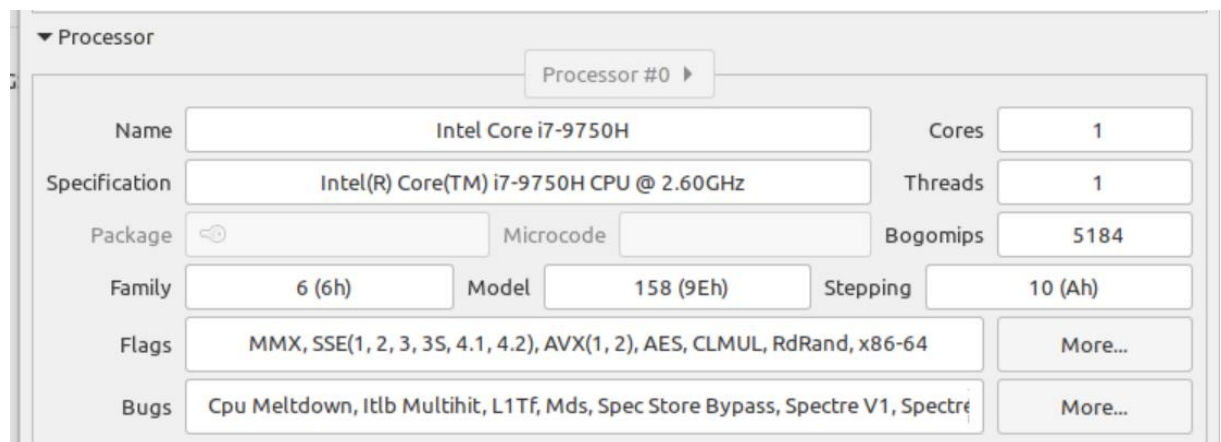 Processor
Processor #0
Name Intel Core i7-9750H Cores 1
Specification Intel(R) Core(TM) i7-9750H CPU @ 2.60GHz Threads 1
Package Microcode Bogomips 5184
Family 6 (6h) Model 158 (9Eh) Stepping 10 (Ah)
Flags MMX, SSE(1, 2, 3, 3S, 4.1, 4.2), AVX(1, 2), AES, CLMUL, RdRand, x86-64 More...
Bugs Cpu Meltdown, Itlb Multihit, L1Tf, Mds, Spec Store Bypass, Spectre V1, Spectre More...